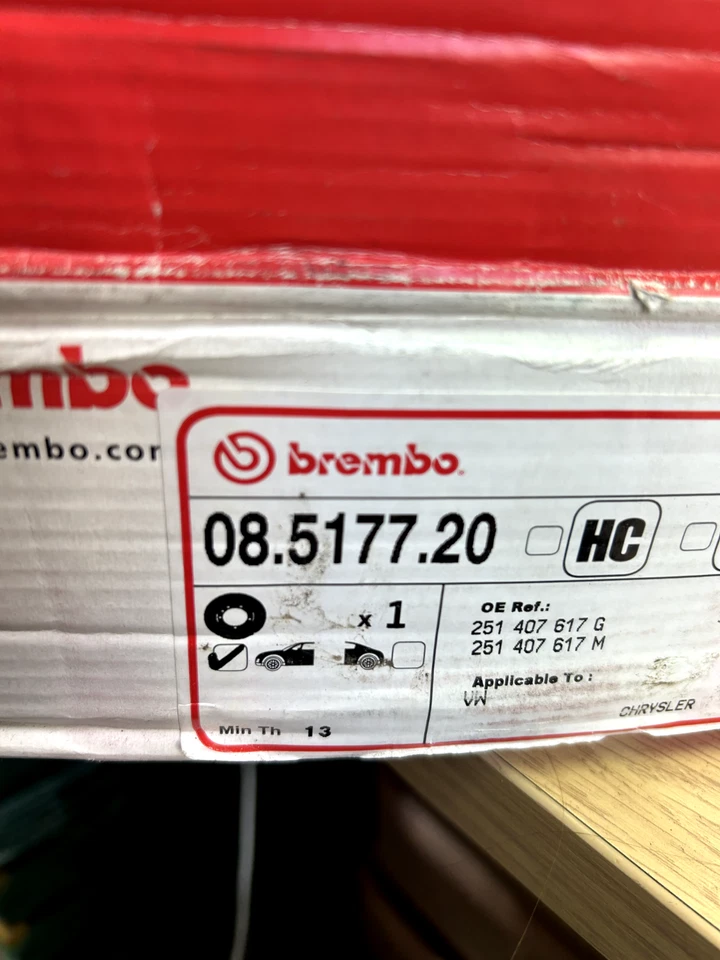 mbo
embo.com
brembo.
08.5177.20
HC
x 1
OE Ref.:
251 407 617 G
251 407 617 M
Applicable To :
VW
CHRYSLER
Min Th 13